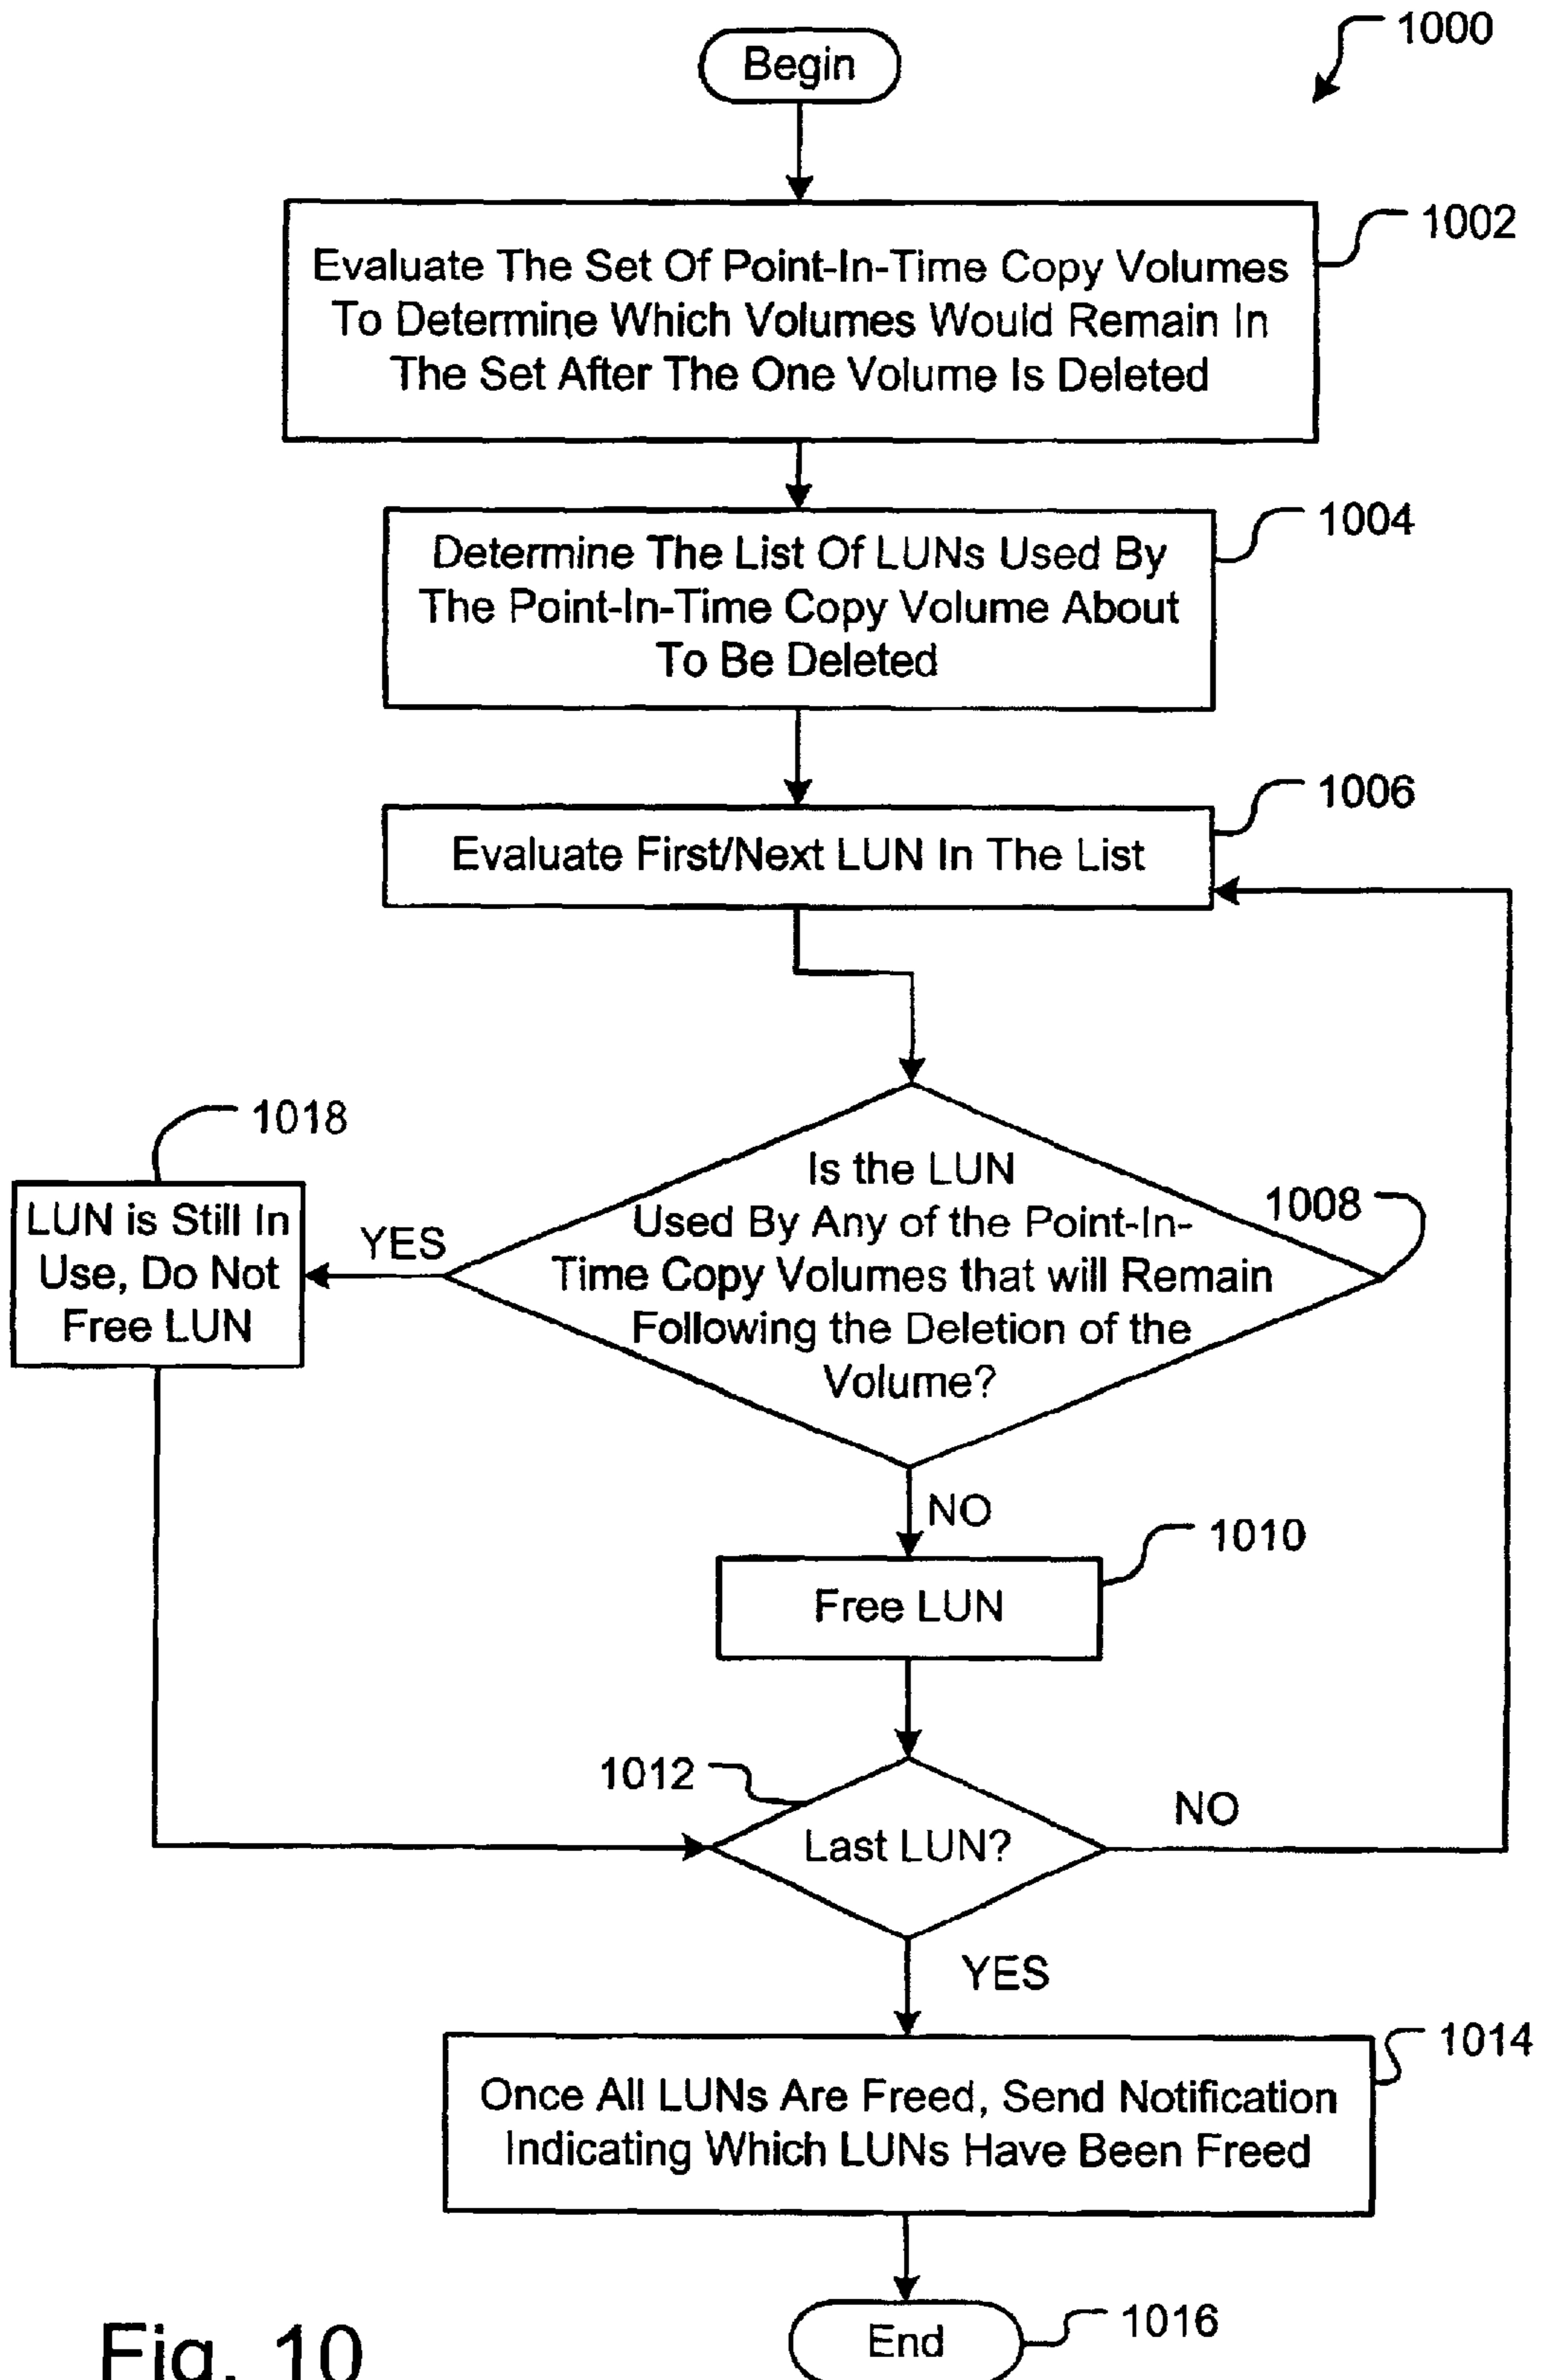 1000
Begin
1002
Evaluate The Set Of Point-In-Time Copy Volumes
To Determine Which Volumes Would Remain In
The Set After The One Volume Is Deleted
1004
Determine The List Of LUNs Used By
The Point-In-Time Copy Volume About
To Be Deleted
1006
Evaluate First/Next LUN In The List
1018
LUN is Still In
Use, Do Not
Free LUN
YES
1008
Is the LUN
Used By Any of the Point-In-
Time Copy Volumes that will Remain
Following the Deletion of the
Volume?
NO
1010
Free LUN
1012
Last LUN?
NO
YES
1014
Once All LUNs Are Freed, Send Notification
Indicating Which LUNs Have Been Freed
End
1016
Fig. 10